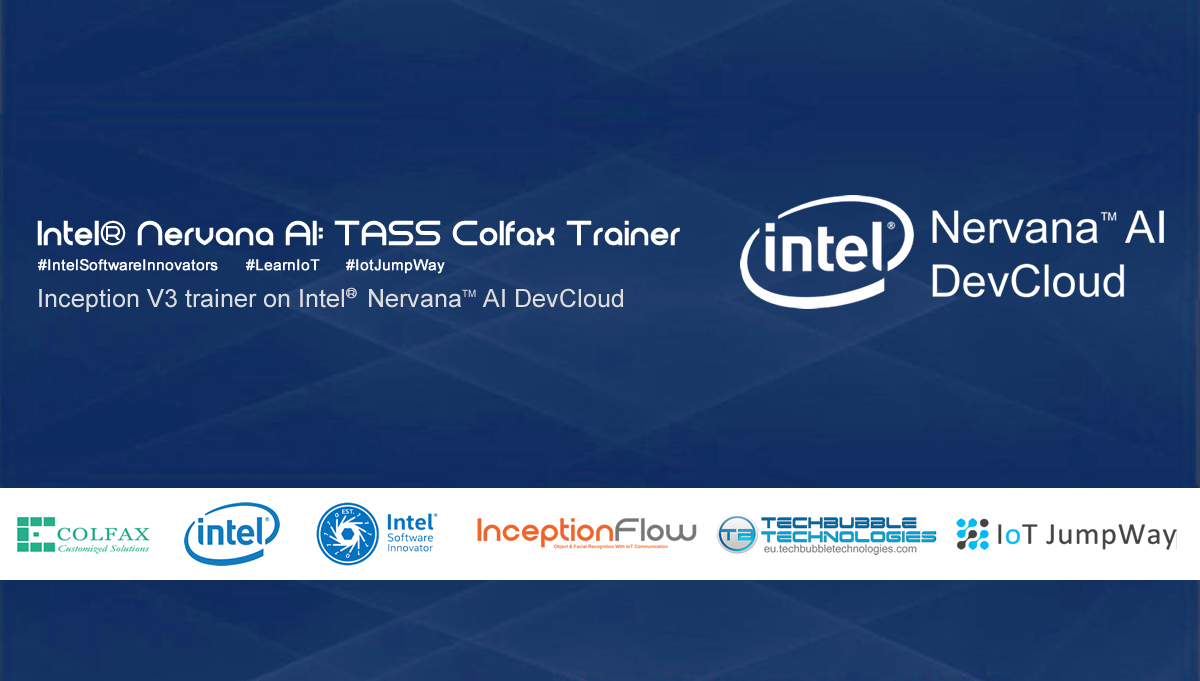 Intel® Nervana AI: TASS Colfax Trainer
#IntelSoftwareInnovators #LearnIoT #IotJumpWay
Inception V3 trainer on Intel® Nervana™ AI DevCloud
intel®
Nervana™ AI
DevCloud
COLFAX
Customized Solutions
intel®
EST.
Intel®
Software
Innovator
InceptionFlow
Object & Facial Recognition With IoT Communication
TB
TECHBUBBLE
TECHNOLOGIES
eu.techbubbletechnologies.com
IoT JumpWay